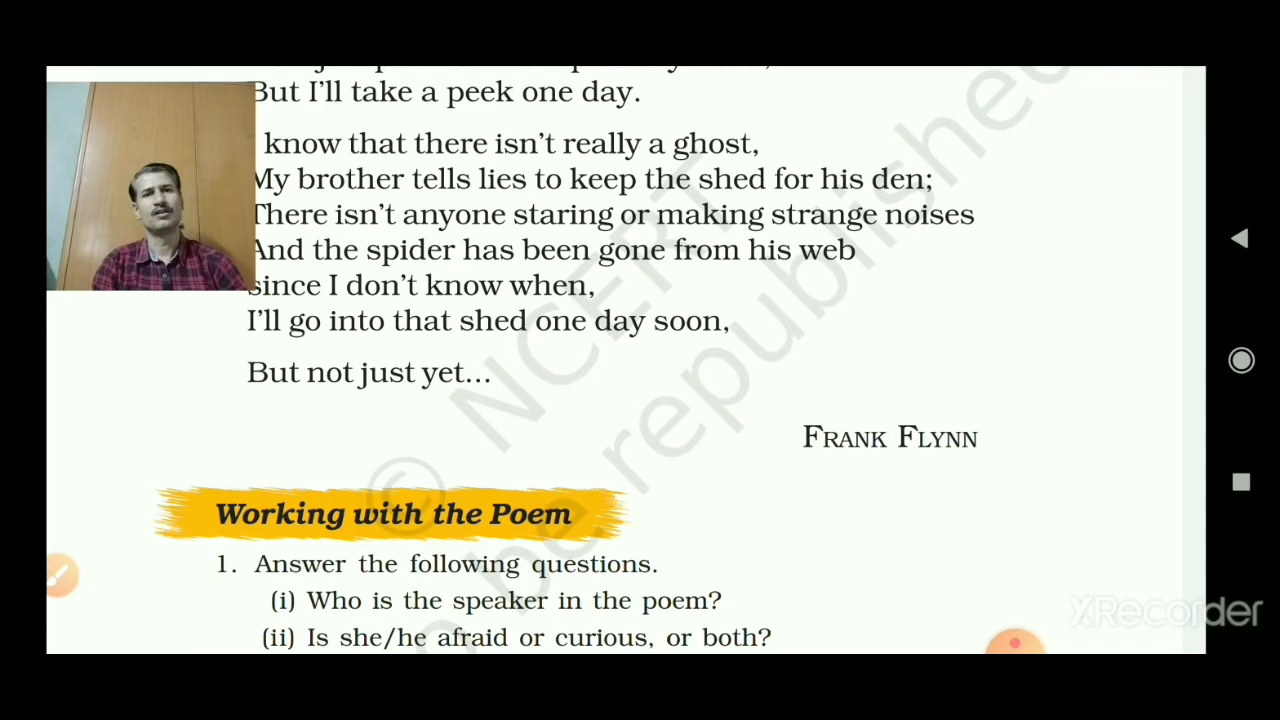 But I'll take a peek one day.
know that there isn't really a ghost,
My brother tells lies to keep the shed for his den;
There isn't anyone staring or making strange noises
And the spider has been gone from his web
since I don't know when,
I'll go into that shed one day soon,
But not just yet...
FRANK FLYNN
Working with the Poem
1. Answer the following questions.
(i) Who is the speaker in the poem?
(ii) Is she/he afraid or curious, or both?
© NCERT
be republished
XRecorder